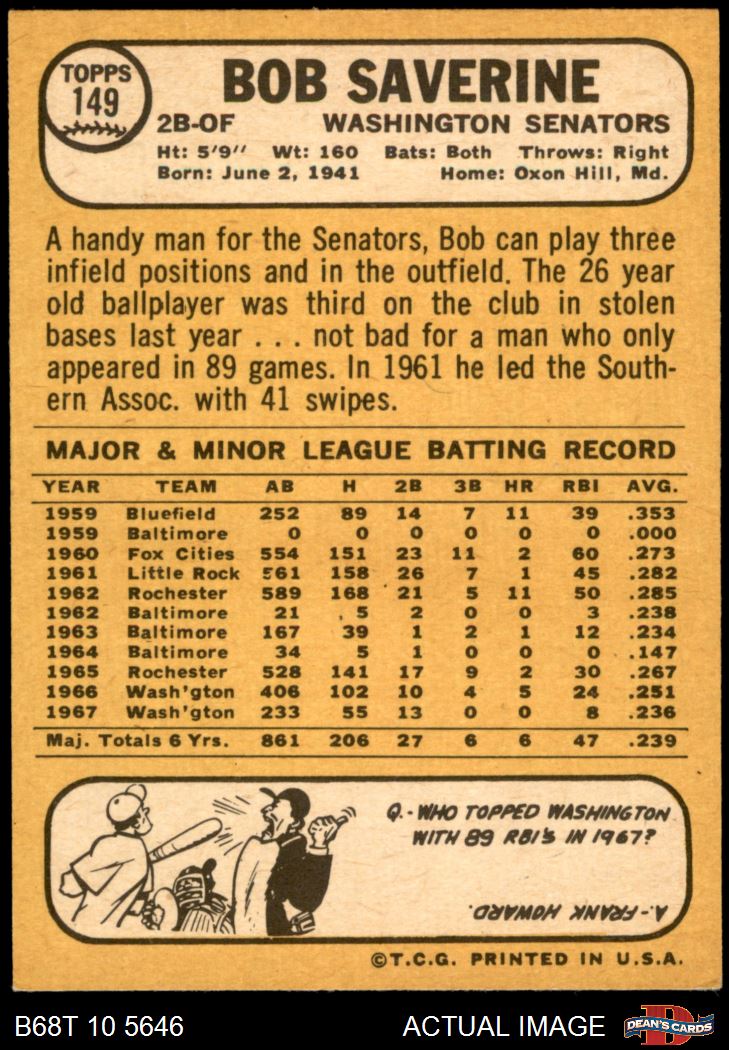 TOPPS
149
BOB SAVERINE
2B-OF WASHINGTON SENATORS
Ht: 5'9" Wt: 160 Bats: Both Throws: Right
Born: June 2, 1941 Home: Oxon Hill, Md.
A handy man for the Senators, Bob can play three
infield positions and in the outfield. The 26 year
old ballplayer was third on the club in stolen
bases last year . . . not bad for a man who only
appeared in 89 games. In 1961 he led the South-
ern Assoc. with 41 swipes.
MAJOR & MINOR LEAGUE BATTING RECORD
YEAR TEAM AB H 2B 3B HR RBI AVG.
1959 Bluefield 252 89 14 7 11 39 .353
1959 Baltimore 0 0 0 0 0 0 .000
1960 Fox Cities 554 151 23 11 2 60 .273
1961 Little Rock 561 158 26 7 1 45 .282
1962 Rochester 589 168 21 5 11 50 .285
1962 Baltimore 21 5 2 0 0 3 .238
1963 Baltimore 167 39 1 2 1 12 .234
1964 Baltimore 34 5 1 0 0 0 .147
1965 Rochester 528 141 17 9 2 30 .267
1966 Wash'gton 406 102 10 4 5 24 .251
1967 Wash'gton 233 55 13 0 0 8 .236
Maj. Totals 6 Yrs. 861 206 27 6 6 47 .239
Q.-WHO TOPPED WASHINGTON
WITH 89 RBI'S IN 1967?
A.-FRANK HOWARD.
©T.C.G. PRINTED IN U.S.A.
B68T 10 5646 ACTUAL IMAGE
D
DEAN'S CARDS